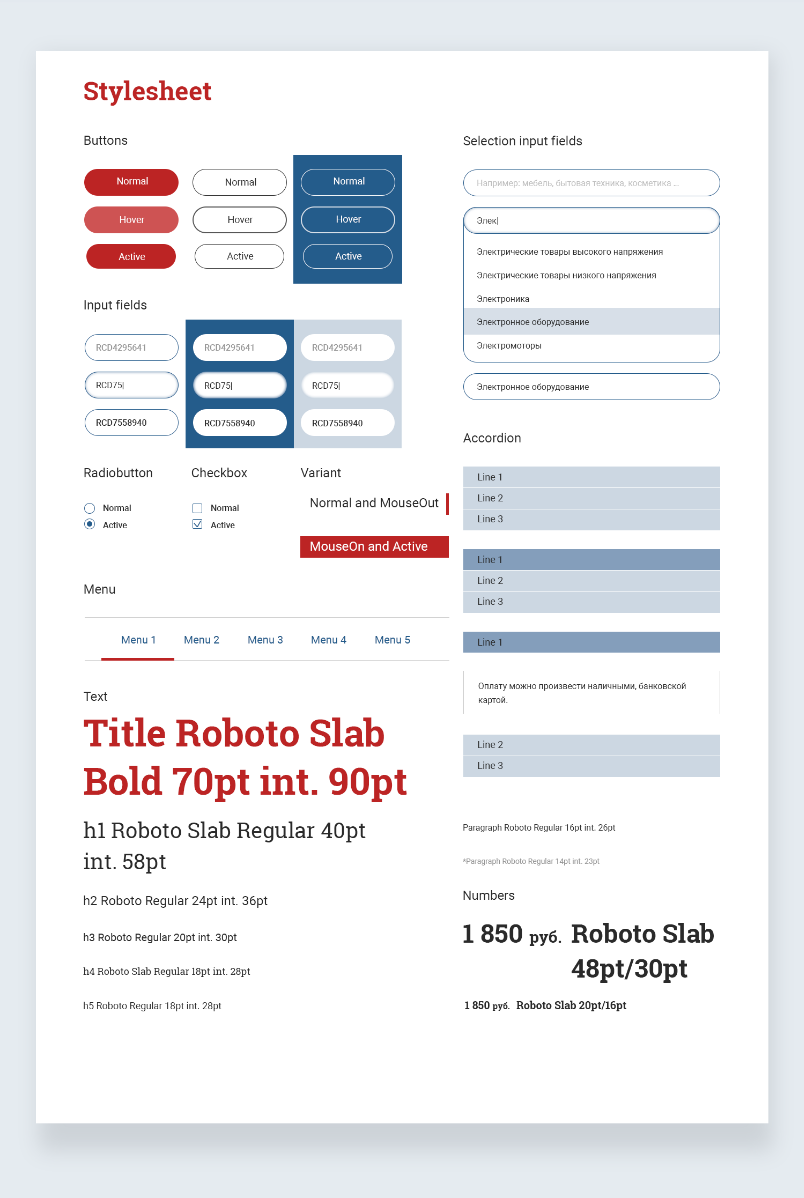 Stylesheet
Buttons
Normal
Normal
Normal
Hover
Hover
Hover
Active
Active
Active
Input fields
RCD4295641
RCD4295641
RCD4295641
RCD75|
RCD75|
RCD75|
RCD7558940
RCD7558940
RCD7558940
Radiobutton
Normal
Active
Checkbox
Normal
Active
Variant
Normal and MouseOut
MouseOn and Active
Menu
Menu 1
Menu 2
Menu 3
Menu 4
Menu 5
Text
Title Roboto Slab
Bold 70pt int. 90pt
h1 Roboto Slab Regular 40pt
int. 58pt
h2 Roboto Regular 24pt int. 36pt
h3 Roboto Regular 20pt int. 30pt
h4 Roboto Slab Regular 18pt int. 28pt
h5 Roboto Regular 18pt int. 28pt
Selection input fields
Например: мебель, бытовая техника, косметика ...
Элек|
Электрические товары высокого напряжения
Электрические товары низкого напряжения
Электроника
Электронное оборудование
Электромоторы
Электронное оборудование
Accordion
Line 1
Line 2
Line 3
Line 1
Line 2
Line 3
Line 1
Оплату можно произвести наличными, банковской
картой.
Line 2
Line 3
Paragraph Roboto Regular 16pt int. 26pt
*Paragraph Roboto Regular 14pt int. 23pt
Numbers
1 850 руб. Roboto Slab
48pt/30pt
1 850 руб. Roboto Slab 20pt/16pt